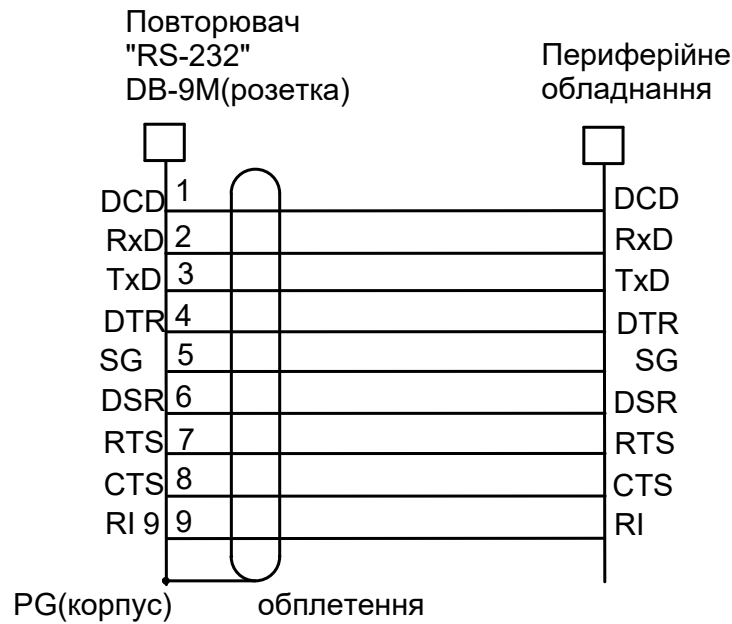 Повторювач
"RS-232"
DB-9M(розетка)
Периферійне
обладнання
DCD 1 DCD
RxD 2 RxD
TxD 3 TxD
DTR 4 DTR
SG 5 SG
DSR 6 DSR
RTS 7 RTS
CTS 8 CTS
RI 9 9 RI
PG(корпус) обплетення